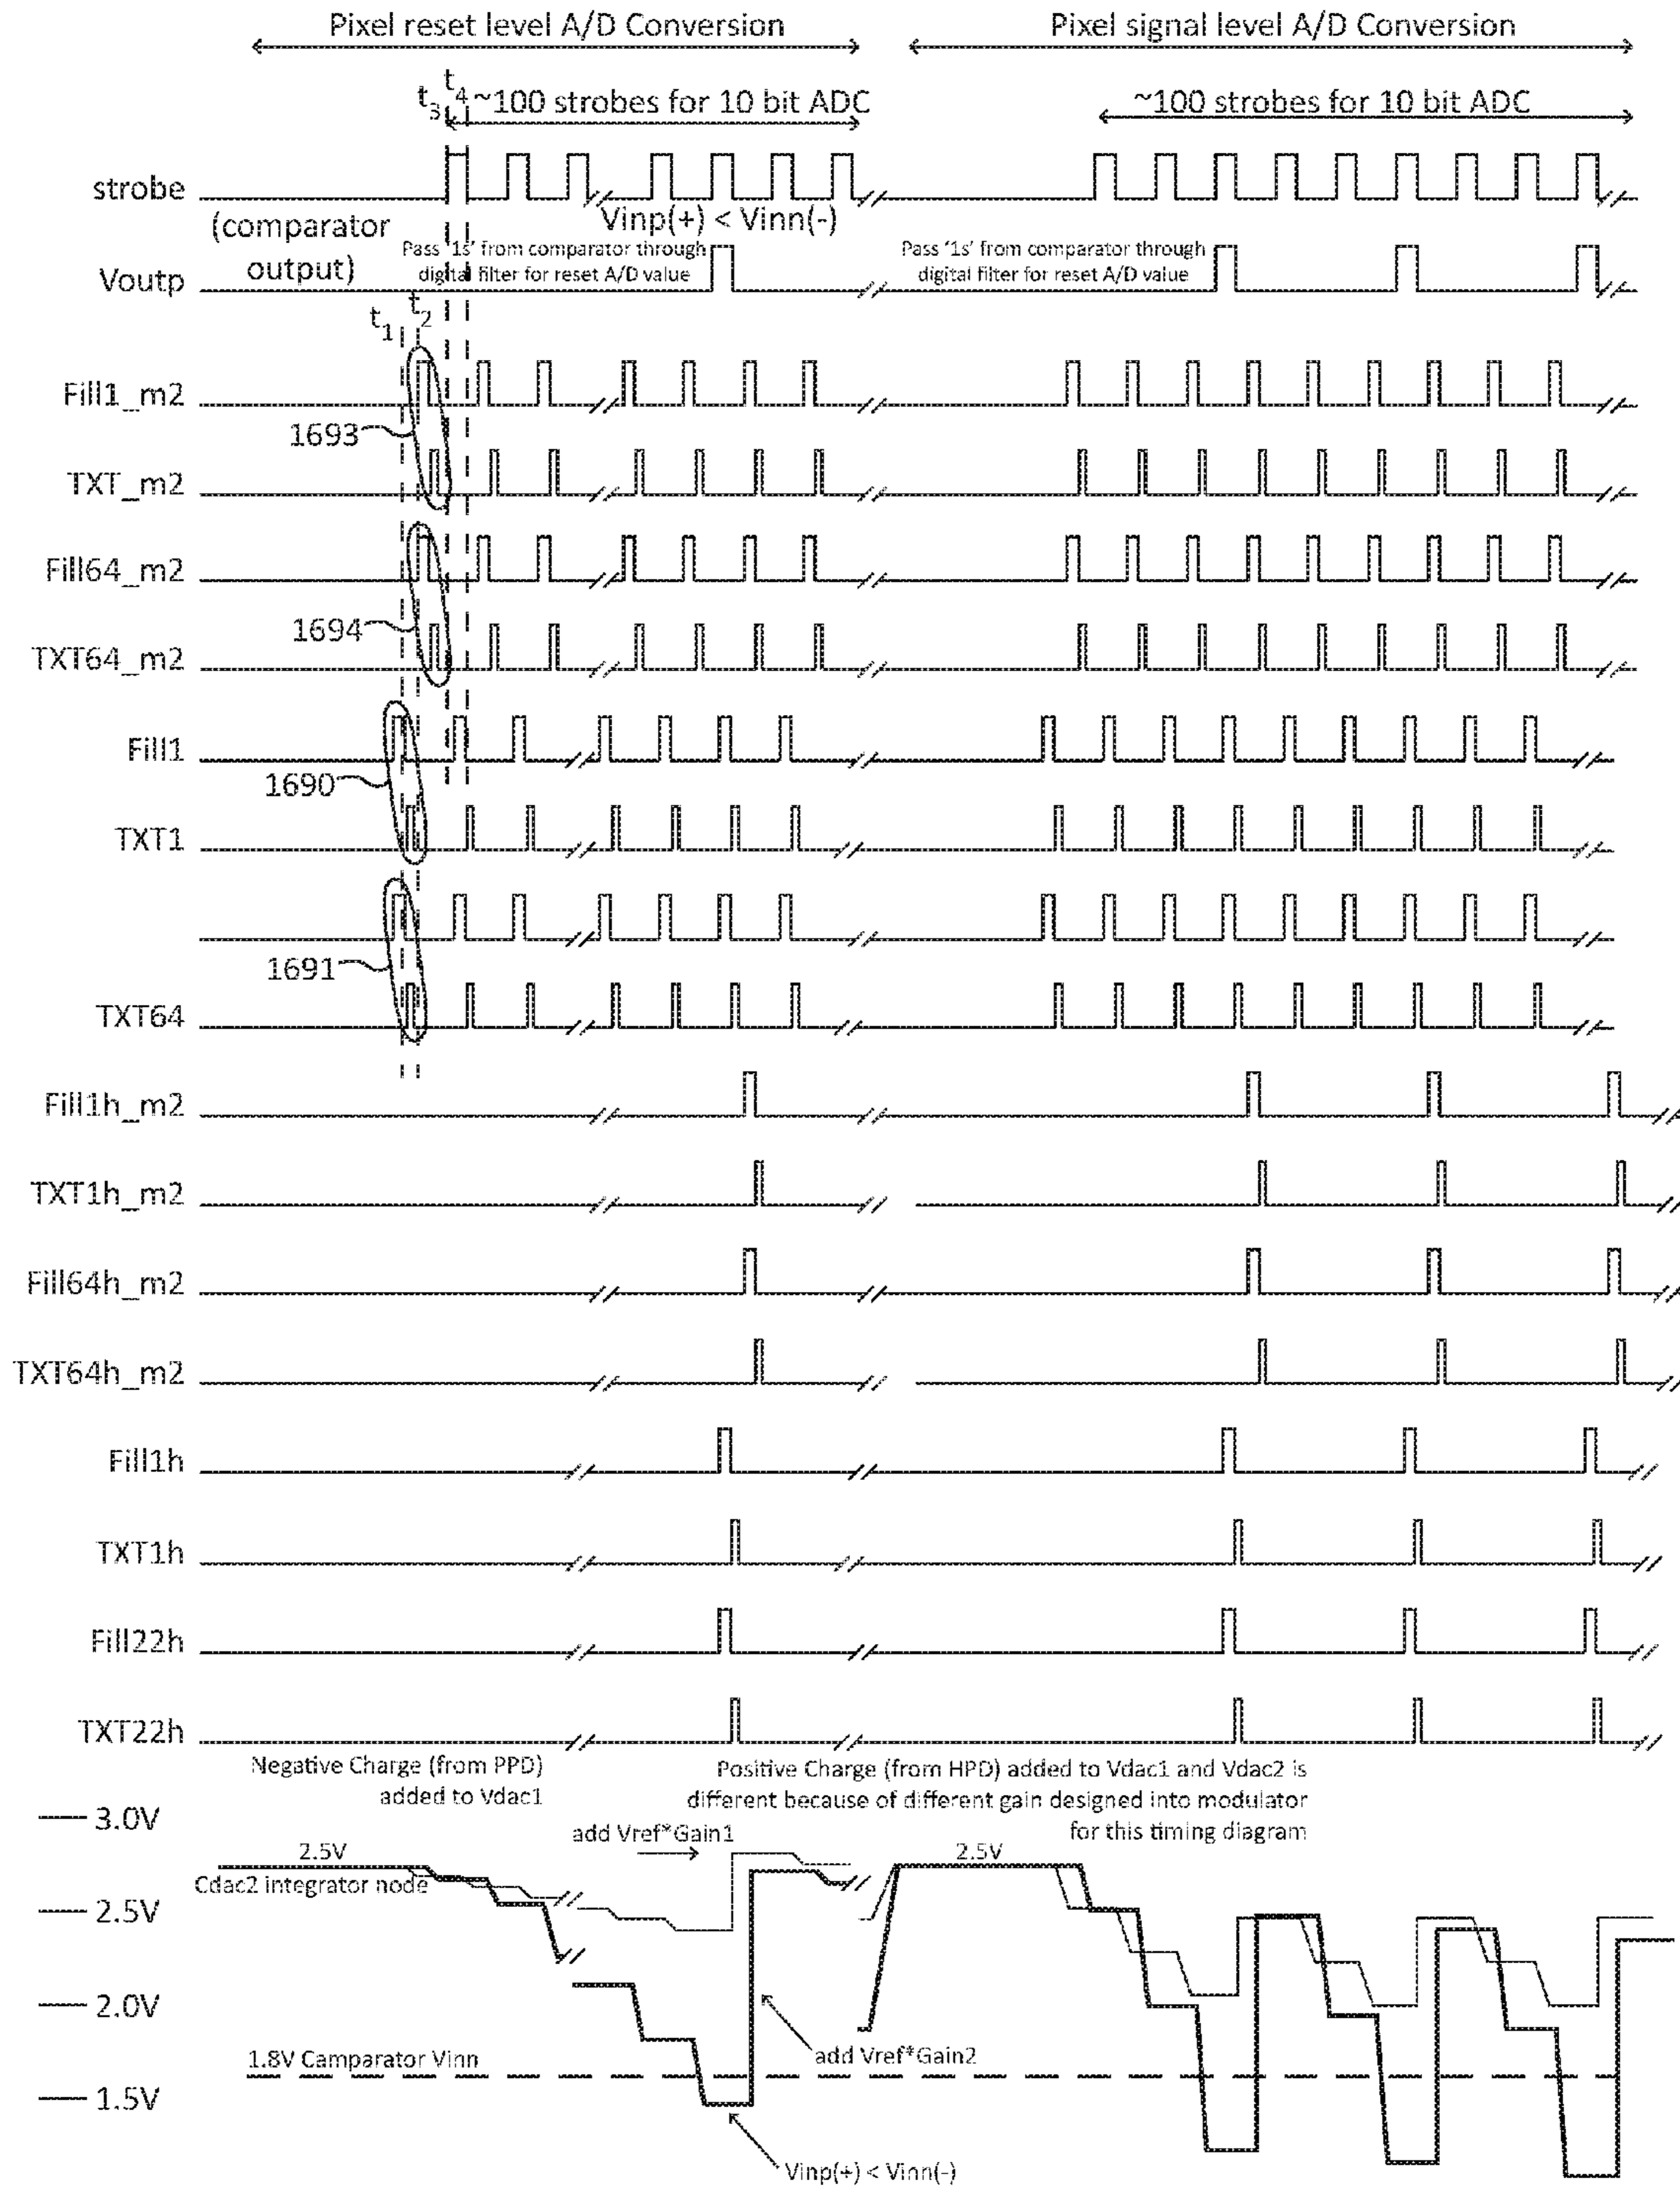 Pixel reset level A/D Conversion
Pixel signal level A/D Conversion
t3
t4
~100 strobes for 10 bit ADC
~100 strobes for 10 bit ADC
strobe
(comparator
output)
Vinp(+) < Vinn(-)
Pass '1s' from comparator through
digital filter for reset A/D value
Pass '1s' from comparator through
digital filter for reset A/D value
Voutp
t1
t2
Fill1_m2
1693
TXT_m2
Fill64_m2
1694
TXT64_m2
Fill1
1690
TXT1
1691
TXT64
Fill1h_m2
TXT1h_m2
Fill64h_m2
TXT64h_m2
Fill1h
TXT1h
Fill22h
TXT22h
Negative Charge (from PPD)
added to Vdac1
Positive Charge (from HPD) added to Vdac1 and Vdac2 is
different because of different gain designed into modulator
for this timing diagram
3.0V
add Vref*Gain1
2.5V
2.5V
Cdac2 integrator node
2.5V
2.0V
add Vref*Gain2
1.8V Camparator Vinn
1.5V
Vinp(+) < Vinn(-)